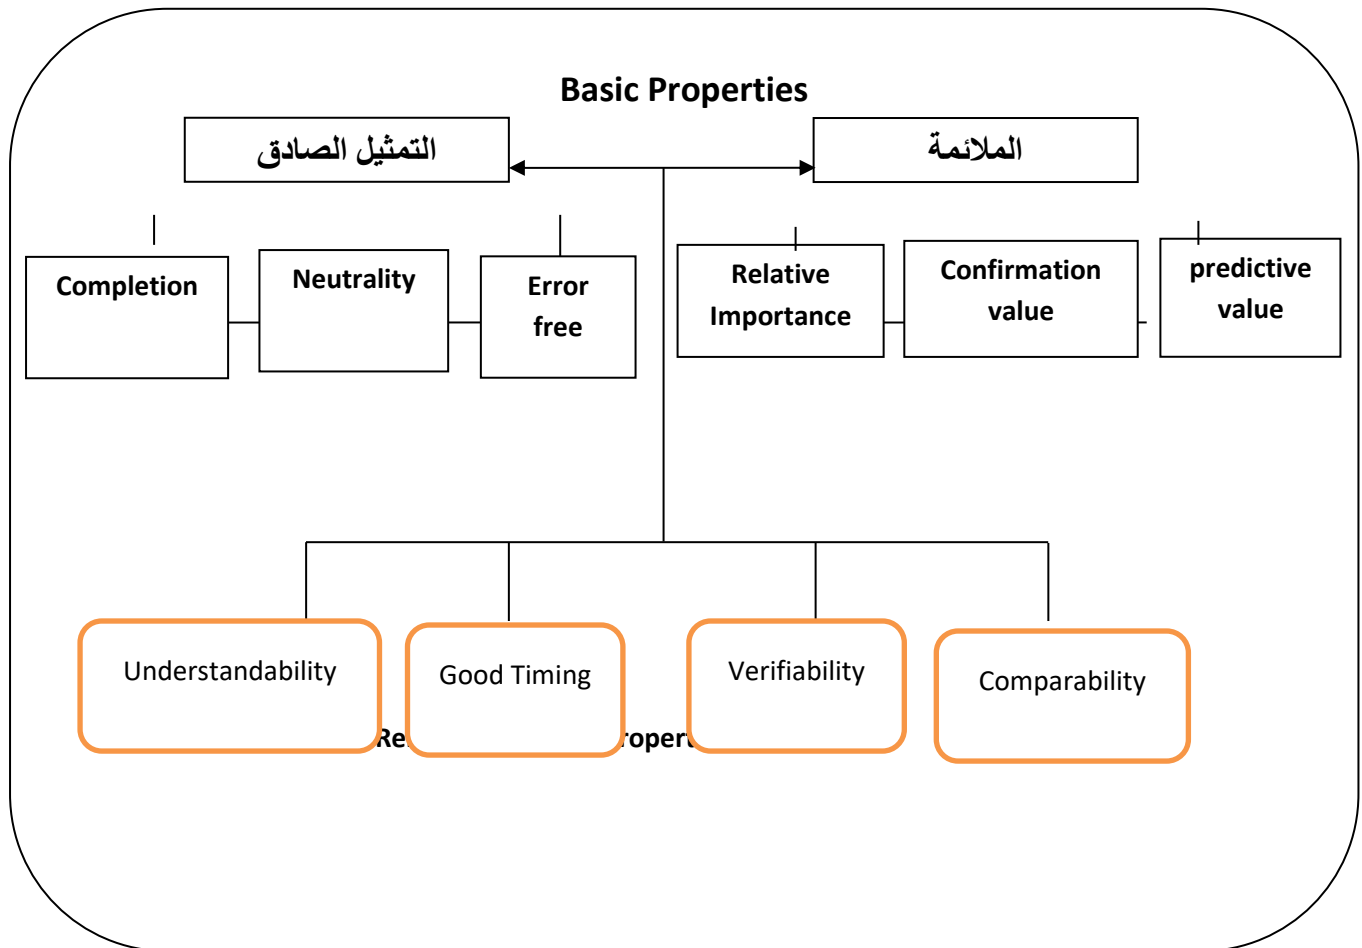 Basic Properties
التمثيل الصادق
الملائمة
Completion
Neutrality
Error
free
Relative
Importance
Confirmation
value
predictive
value
Understandability
Good Timing
Verifiability
Comparability